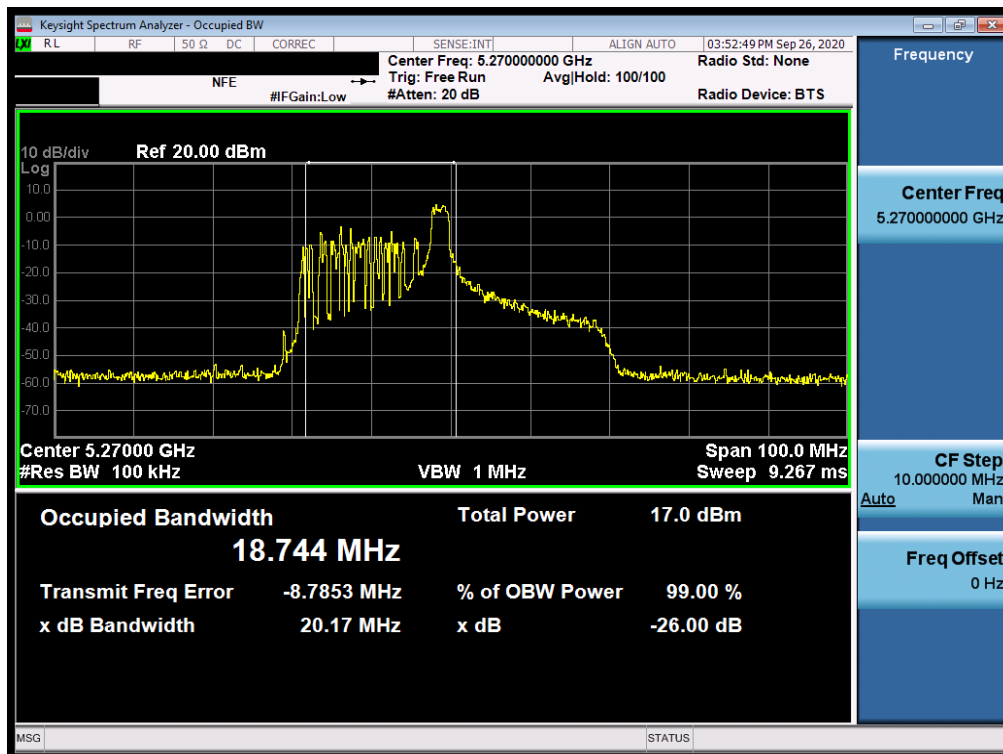 Keysight Spectrum Analyzer - Occupied BW
LXI RL RF 50 Ω DC CORREC SENSE:INT ALIGN AUTO 03:52:49 PM Sep 26, 2020
Center Freq: 5.270000000 GHz Radio Std: None
NFE Trig: Free Run Avg|Hold: 100/100
#IFGain:Low #Atten: 20 dB Radio Device: BTS
10 dB/div Ref 20.00 dBm
Log
10.0
0.00
-10.0
-20.0
-30.0
-40.0
-50.0
-60.0
-70.0
Center 5.27000 GHz Span 100.0 MHz
#Res BW 100 kHz VBW 1 MHz Sweep 9.267 ms
Occupied Bandwidth Total Power 17.0 dBm
18.744 MHz
Transmit Freq Error -8.7853 MHz % of OBW Power 99.00 %
x dB Bandwidth 20.17 MHz x dB -26.00 dB
MSG STATUS
Frequency
Center Freq
5.270000000 GHz
CF Step
10.000000 MHz
Auto Man
Freq Offset
0 Hz